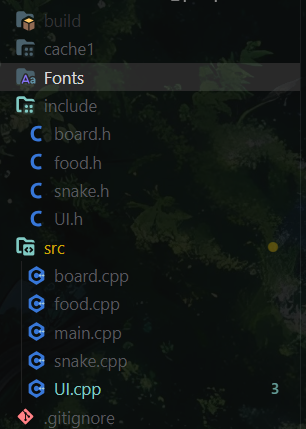 build
cache1
Fonts
include
board.h
food.h
snake.h
UI.h
src
board.cpp
food.cpp
main.cpp
snake.cpp
UI.cpp 3
.gitignore